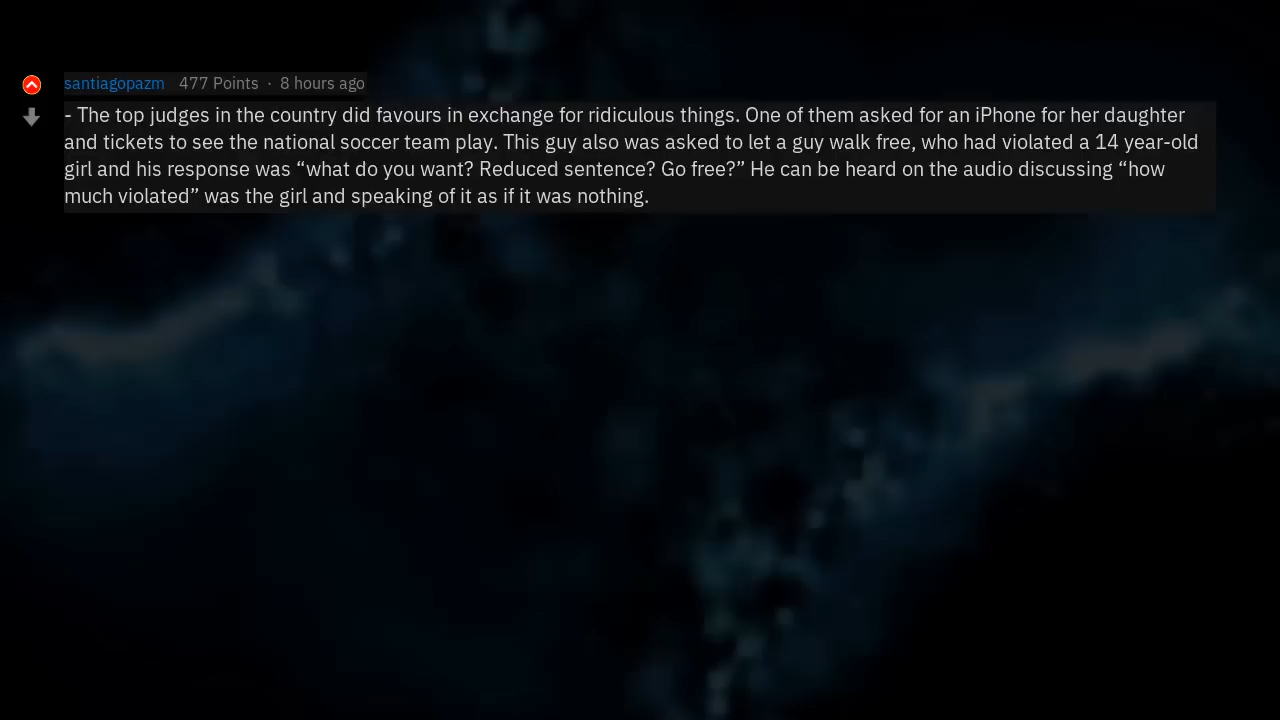 santiagopazm 477 Points · 8 hours ago
- The top judges in the country did favours in exchange for ridiculous things. One of them asked for an iPhone for her daughter
and tickets to see the national soccer team play. This guy also was asked to let a guy walk free, who had violated a 14 year-old
girl and his response was “what do you want? Reduced sentence? Go free?” He can be heard on the audio discussing “how
much violated” was the girl and speaking of it as if it was nothing.